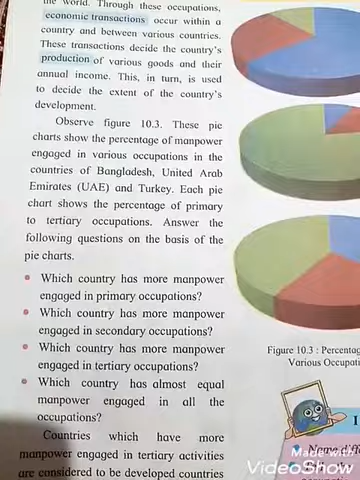 the world. Through these occupations,
economic transactions occur within a
country and between various countries.
These transactions decide the country's
production of various goods and their
annual income. This, in turn, is used
to decide the extent of the country's
development.
Observe figure 10.3. These pie
charts show the percentage of manpower
engaged in various occupations in the
countries of Bangladesh, United Arab
Emirates (UAE) and Turkey. Each pie
chart shows the percentage of primary
to tertiary occupations. Answer the
following questions on the basis of the
pie charts.
• Which country has more manpower
engaged in primary occupations?
• Which country has more manpower
engaged in secondary occupations?
• Which country has more manpower
engaged in tertiary occupations?
• Which country has almost equal
manpower engaged in all the
occupations?
Countries which have more
manpower engaged in tertiary activities
are considered to be developed countries
Figure 10.3 : Percentag
Various Occupati
I
• Name diff
Made with
VideoShow